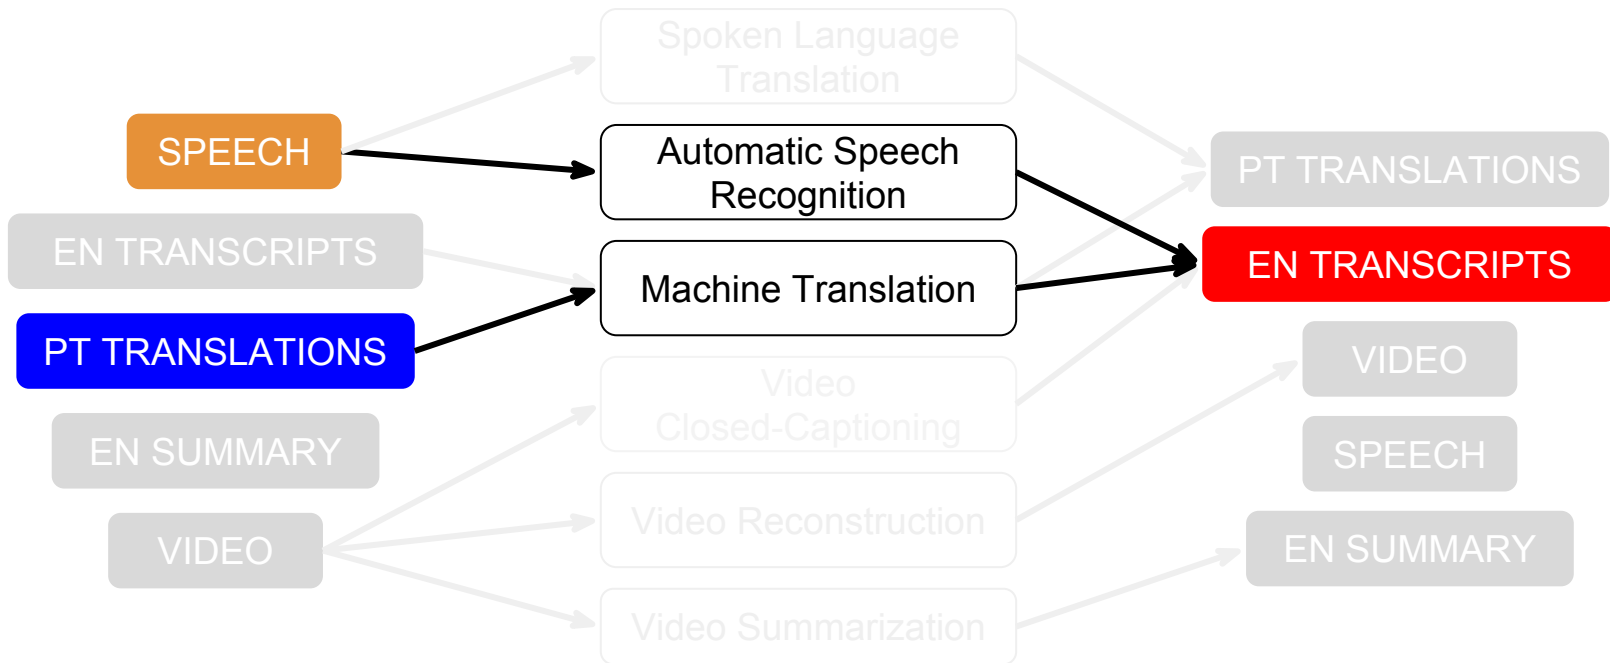 Spoken Language
Translation
SPEECH
Automatic Speech
Recognition
PT TRANSLATIONS
EN TRANSCRIPTS
EN TRANSCRIPTS
Machine Translation
PT TRANSLATIONS
VIDEO
Video
Closed-Captioning
EN SUMMARY
SPEECH
VIDEO
Video Reconstruction
EN SUMMARY
Video Summarization